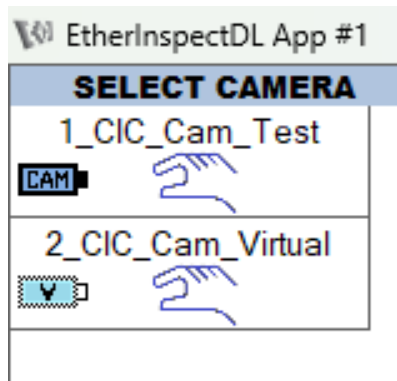 EtherInspectDL App #1
SELECT CAMERA
1_CIC_Cam_Test
CAM
2_CIC_Cam_Virtual
V